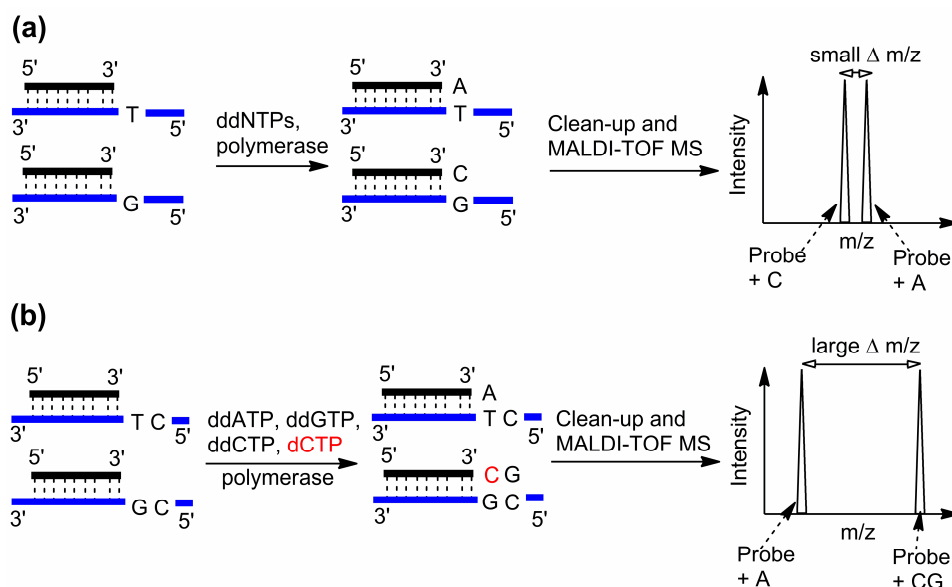 (a)
5' 3'
3' T 5'
5' 3'
3' G 5'
ddNTPs,
polymerase
5' 3' A
3' T 5'
5' 3' C
3' G 5'
Clean-up and
MALDI-TOF MS
small Δ m/z
Intensity
m/z
Probe
+ C
Probe
+ A
(b)
5' 3'
3' T C 5'
5' 3'
3' G C 5'
ddATP, ddGTP,
ddCTP, dCTP
polymerase
5' 3' A
3' T C 5'
5' 3' C G
3' G C 5'
Clean-up and
MALDI-TOF MS
large Δ m/z
Intensity
m/z
Probe
+ A
Probe
+ CG